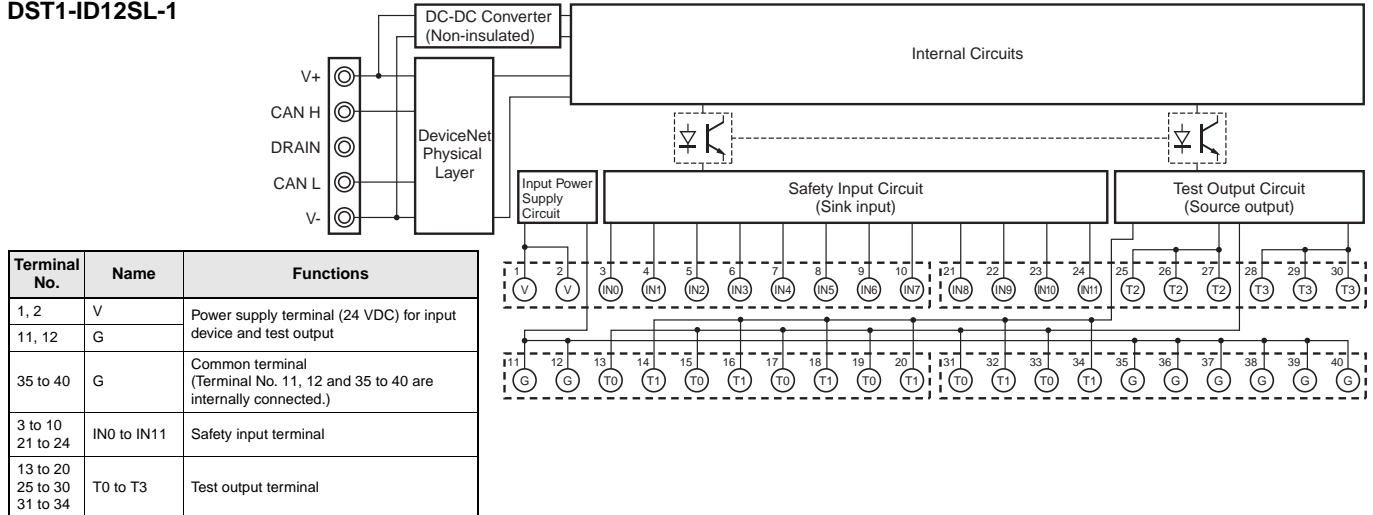 DST1-ID12SL-1
DC-DC Converter
(Non-insulated)
Internal Circuits
V+
CAN H
DRAIN
CAN L
V-
DeviceNet
Physical
Layer
Input Power
Supply
Circuit
Safety Input Circuit
(Sink input)
Test Output Circuit
(Source output)
1 2 3 4 5 6 7 8 9 10 21 22 23 24 25 26 27 28 29 30
V V IN0 IN1 IN2 IN3 IN4 IN5 IN6 IN7 IN8 IN9 IN10 IN11 T2 T2 T2 T3 T3 T3
11 12 13 14 15 16 17 18 19 20 31 32 33 34 35 36 37 38 39 40
G G T0 T1 T0 T1 T0 T1 T0 T1 T0 T1 T0 T1 G G G G G G
Terminal
No.
Name
Functions
1, 2
V
Power supply terminal (24 VDC) for input
device and test output
11, 12
G
35 to 40
G
Common terminal
(Terminal No. 11, 12 and 35 to 40 are
internally connected.)
3 to 10
21 to 24
IN0 to IN11
Safety input terminal
13 to 20
25 to 30
31 to 34
T0 to T3
Test output terminal